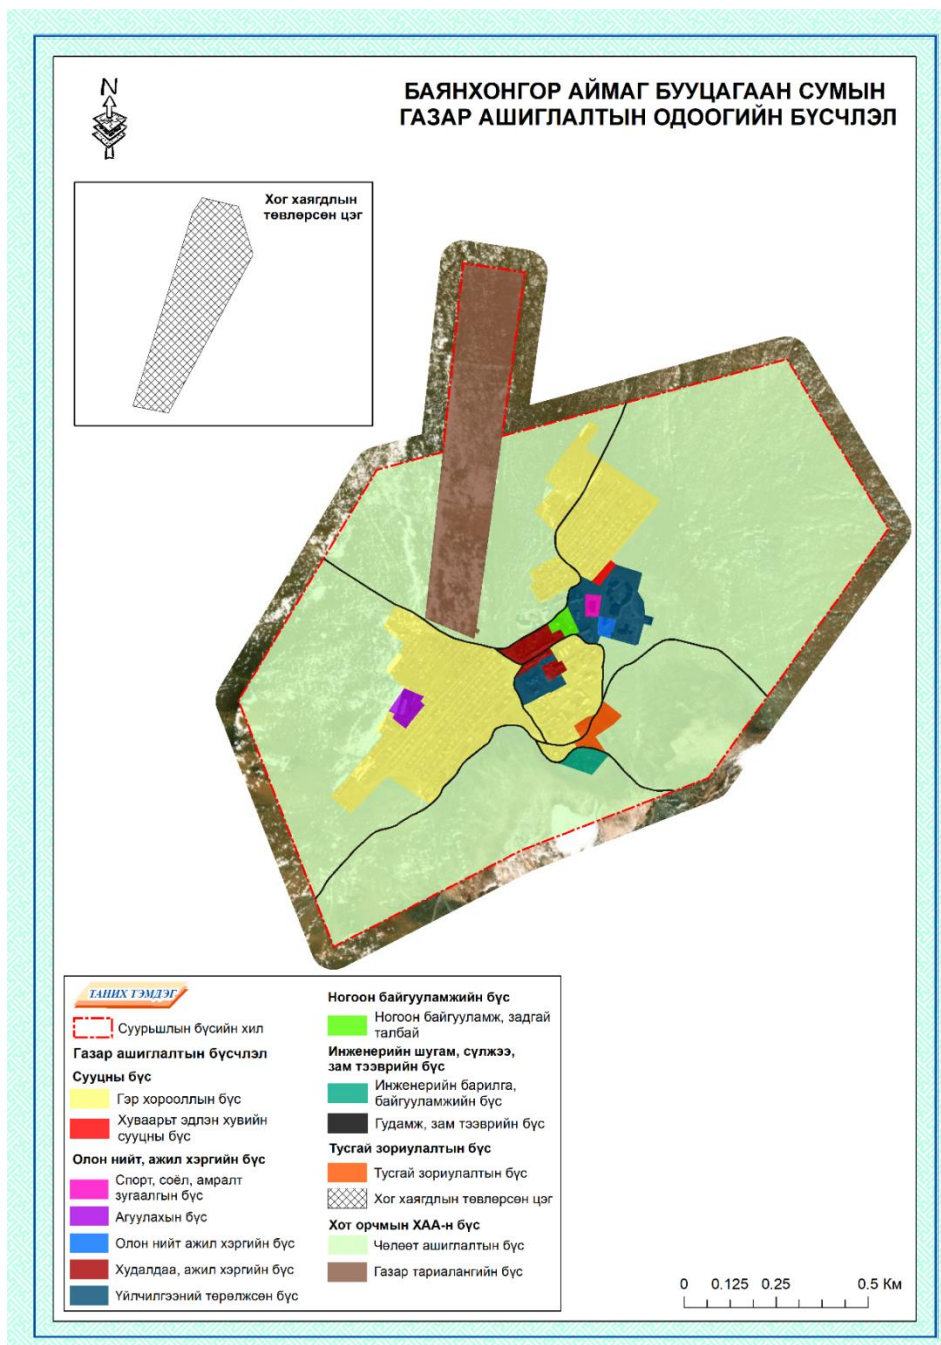 N
БАЯНХОНГОР АЙМАГ БУУЦАГААН СУМЫН
ГАЗАР АШИГЛАЛТЫН ОДООГИЙН БҮСЧЛЭЛ
Хог хаягдлын
төвлөрсөн цэг
ТАНИХ ТЭМДЭГ
Суурьшлын бүсийн хил
Газар ашиглалтын бүсчлэл
Сууцны бүс
Гэр хорооллын бүс
Хуваарьт эдлэн хувийн
сууцны бүс
Олон нийт, ажил хэргийн бүс
Спорт, соёл, амралт
зугаалгын бүс
Агуулахын бүс
Олон нийт ажил хэргийн бүс
Худалдаа, ажил хэргийн бүс
Үйлчилгээний төрөлжсөн бүс
Ногоон байгууламжийн бүс
Ногоон байгууламж, задгай
талбай
Инженерийн шугам, сүлжээ,
зам тээврийн бүс
Инженерийн барилга,
байгууламжийн бүс
Гудамж, зам тээврийн бүс
Тусгай зориулалтын бүс
Тусгай зориулалтын бүс
Хог хаягдлын төвлөрсөн цэг
Хот орчмын ХАА-н бүс
Чөлөөт ашиглалтын бүс
Газар тариалангийн бүс
0 0.125 0.25 0.5 Км